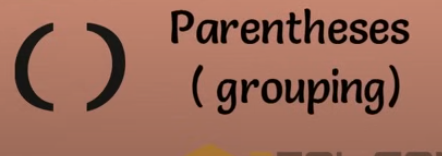 ( ) Parentheses
( grouping)